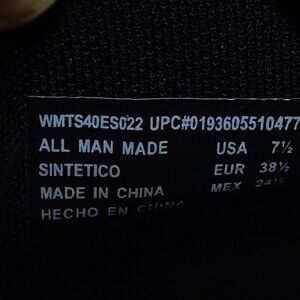 WMTS40ES022 UPC#0193605510477
ALL MAN MADE USA 7½
SINTETICO EUR 38½
MADE IN CHINA MEX 24½
HECHO EN CHINA